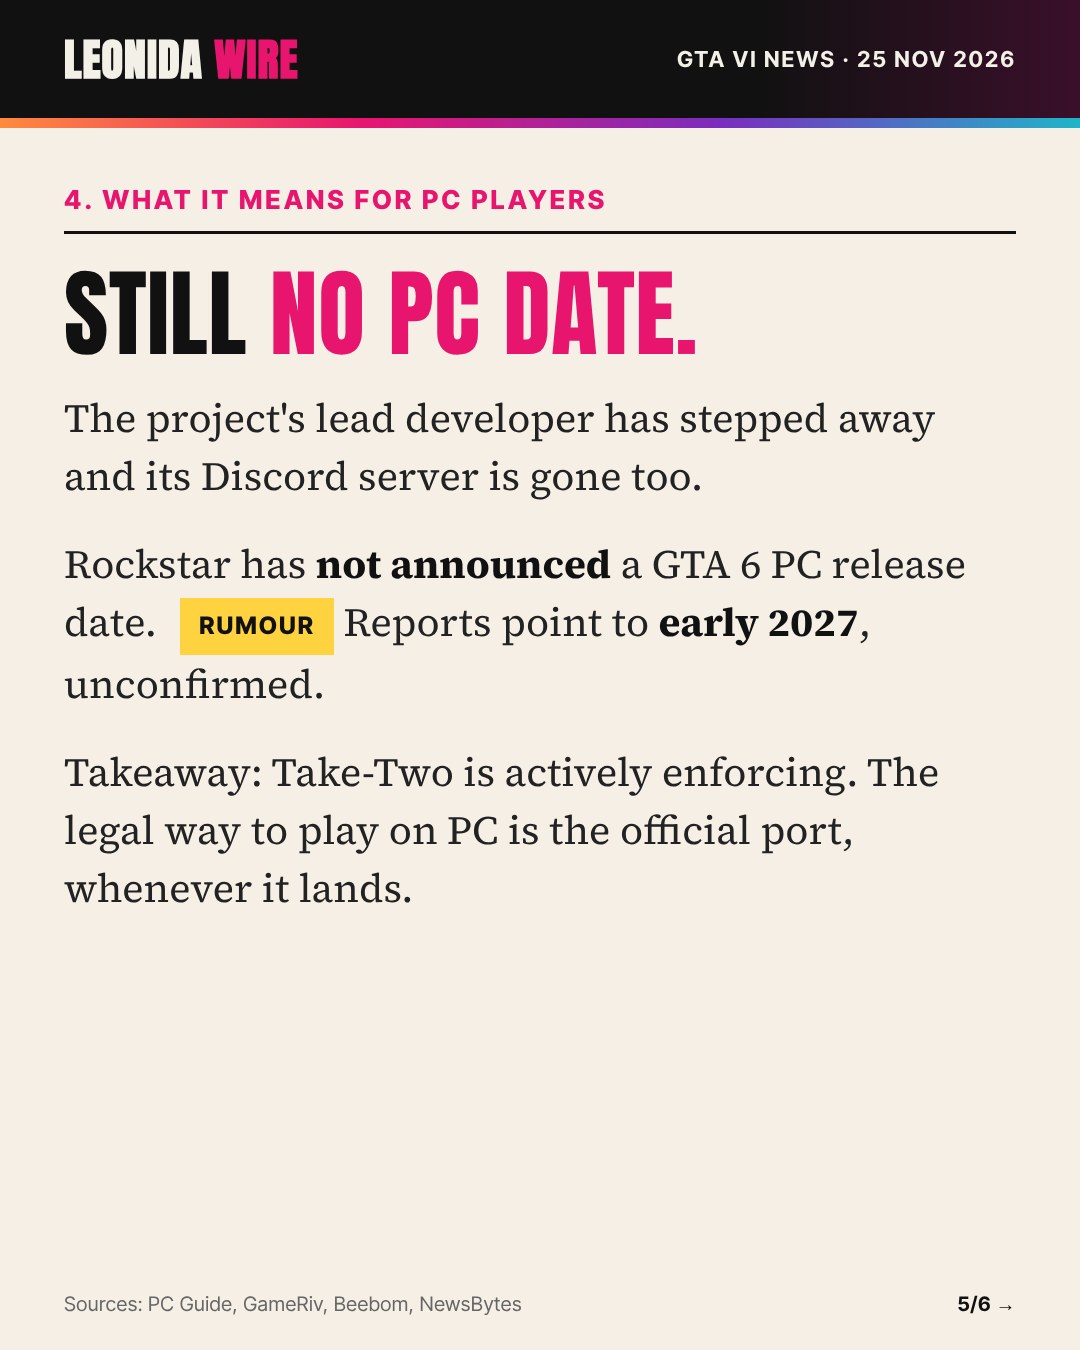 LEONIDA WIRE
GTA VI NEWS · 25 NOV 2026
4. WHAT IT MEANS FOR PC PLAYERS
STILL NO PC DATE.
The project's lead developer has stepped away
and its Discord server is gone too.
Rockstar has not announced a GTA 6 PC release
date. RUMOUR Reports point to early 2027,
unconfirmed.
Takeaway: Take-Two is actively enforcing. The
legal way to play on PC is the official port,
whenever it lands.
Sources: PC Guide, GameRiv, Beebom, NewsBytes
5/6 →